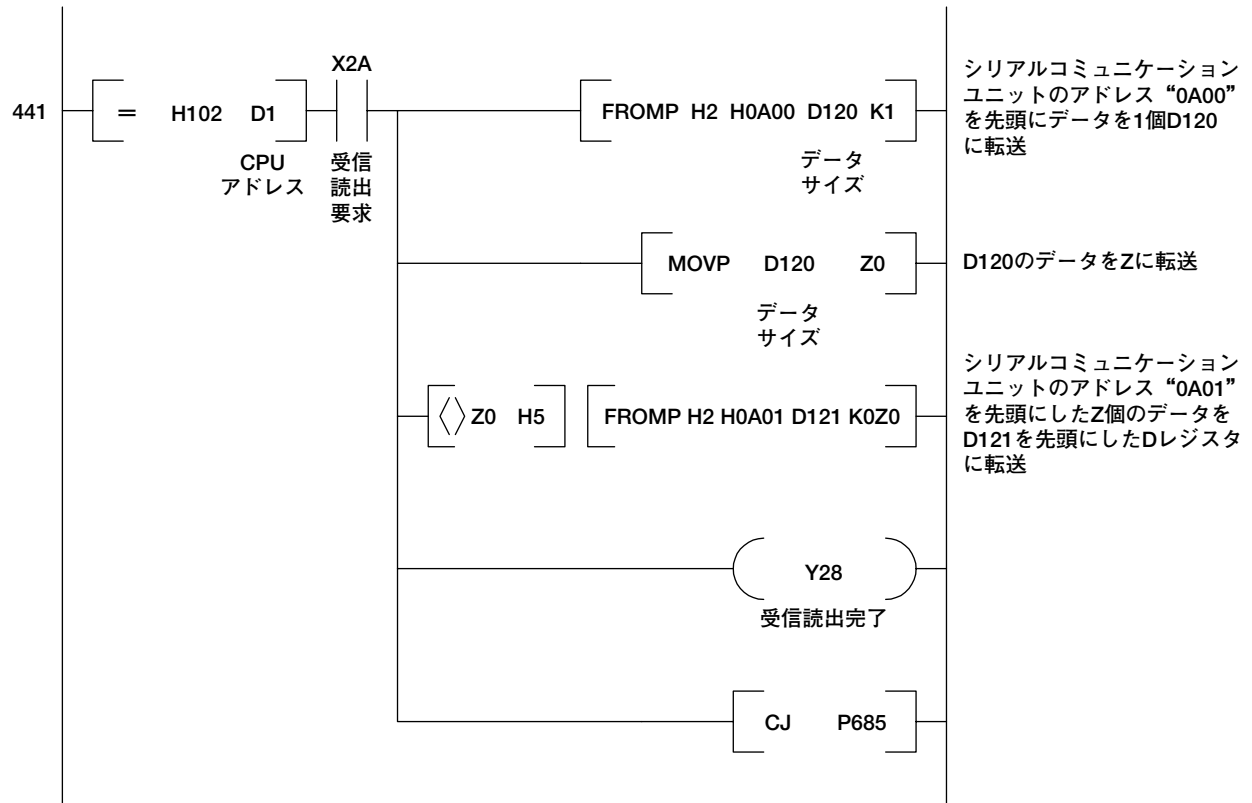 441
＝ H102 D1
CPU
アドレス
X2A
受信
読出
要求
FROMP H2 H0A00 D120 K1
データ
サイズ
シリアルコミュニケーション
ユニットのアドレス“0A00”
を先頭にデータを1個D120
に転送
MOVP D120 Z0
データ
サイズ
D120のデータをZに転送
〈〉 Z0 H5
FROMP H2 H0A01 D121 K0Z0
シリアルコミュニケーション
ユニットのアドレス“0A01”
を先頭にしたZ個のデータを
D121を先頭にしたDレジスタ
に転送
Y28
受信読出完了
CJ P685